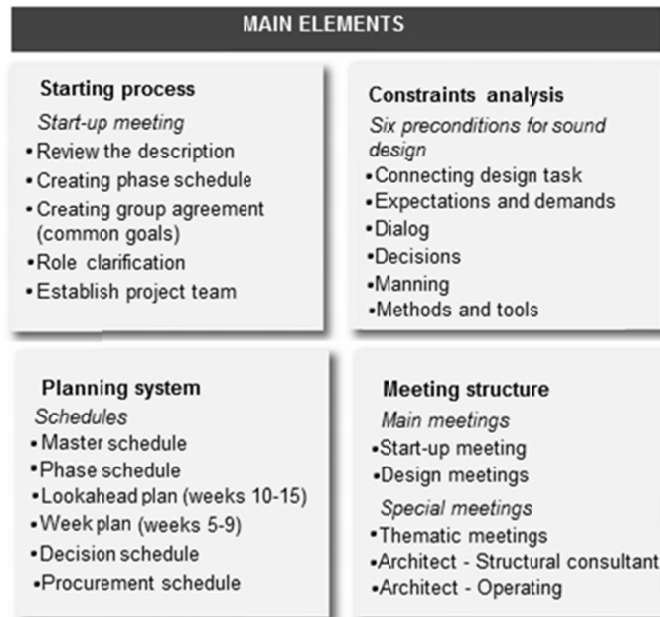 MAIN ELEMENTS
Starting process
Start-up meeting
•Review the description
•Creating phase schedule
•Creating group agreement
(common goals)
•Role clarification
•Establish project team
Constraints analysis
Six preconditions for sound
design
•Connecting design task
•Expectations and demands
•Dialog
•Decisions
•Manning
•Methods and tools
Planning system
Schedules
•Master schedule
•Phase schedule
•Lookahead plan (weeks 10-15)
•Week plan (weeks 5-9)
•Decision schedule
•Procurement schedule
Meeting structure
Main meetings
•Start-up meeting
•Design meetings
Special meetings
•Thematic meetings
•Architect - Structural consultant
•Architect - Operating